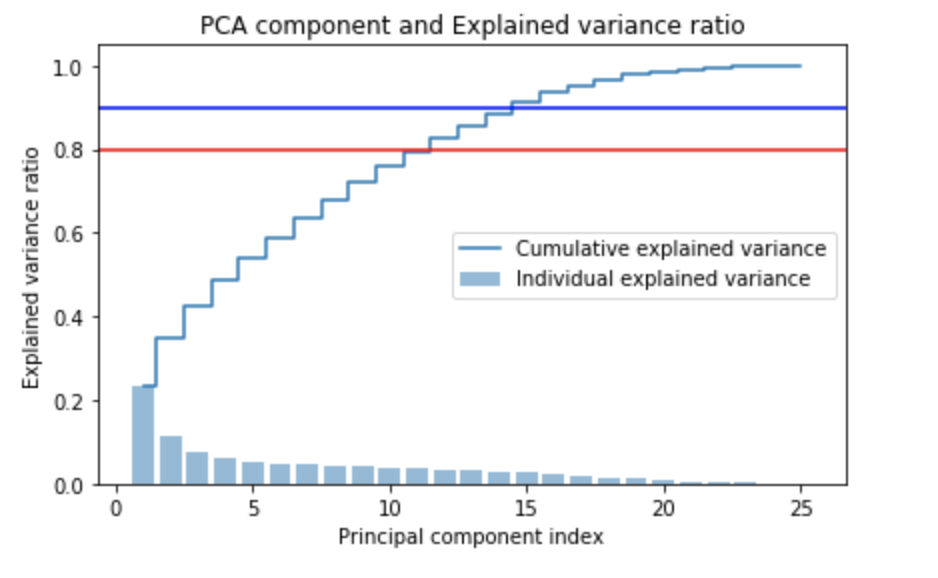 PCA component and Explained variance ratio
1.0
0.8
0.6
0.4
0.2
0.0
Explained variance ratio
Cumulative explained variance
Individual explained variance
0 5 10 15 20 25
Principal component index